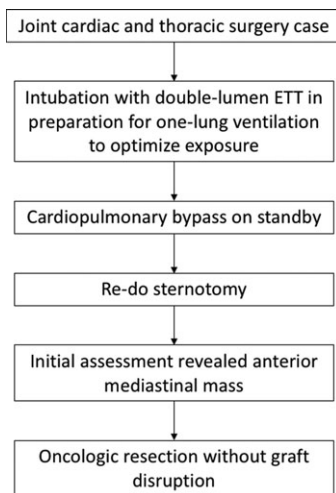 Joint cardiac and thoracic surgery case
Intubation with double-lumen ETT in
preparation for one-lung ventilation
to optimize exposure
Cardiopulmonary bypass on standby
Re-do sternotomy
Initial assessment revealed anterior
mediastinal mass
Oncologic resection without graft
disruption